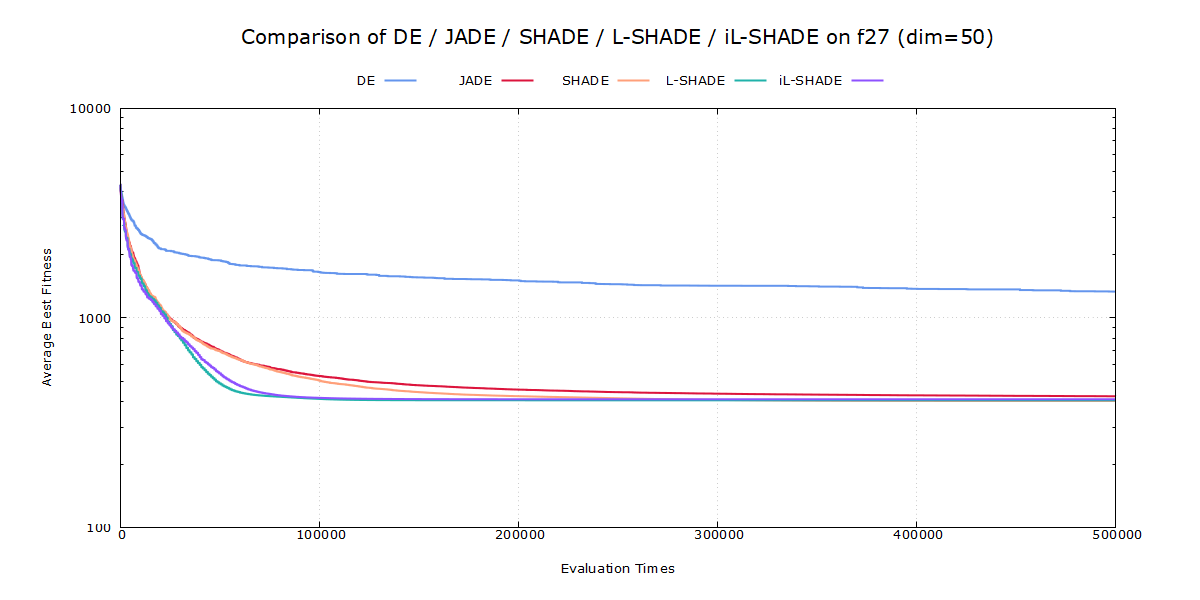 Comparison of DE / JADE / SHADE / L-SHADE / iL-SHADE on f27 (dim=50)
DE JADE SHADE L-SHADE iL-SHADE
10000
1000
100
Average Best Fitness
0 100000 200000 300000 400000 500000
Evaluation Times